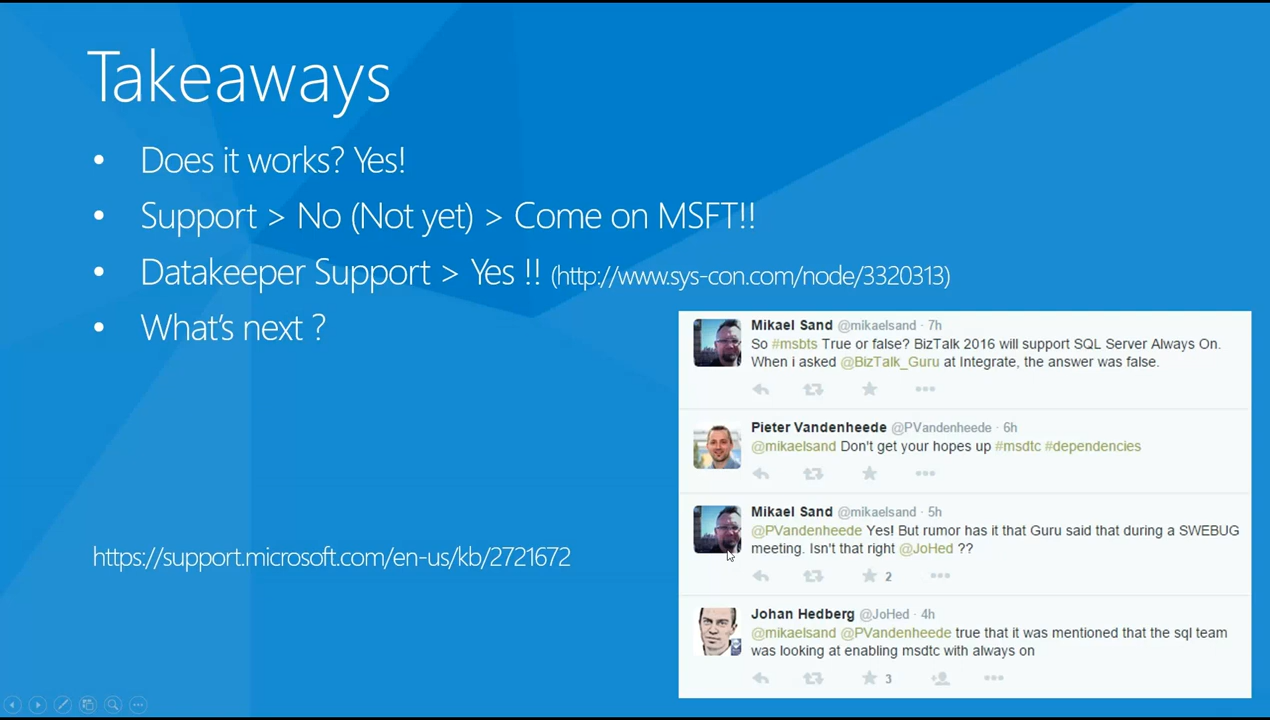 Takeaways
• Does it works? Yes!
• Support > No (Not yet) > Come on MSFT!!
• Datakeeper Support > Yes !! (http://www.sys-con.com/node/3320313)
• What's next ?
Mikael Sand @mikaelsand · 7h
So #msbts True or false? BizTalk 2016 will support SQL Server Always On.
When i asked @BizTalk_Guru at Integrate, the answer was false.
Pieter Vandenheede @PVandenheede · 6h
@mikaelsand Don't get your hopes up #msdtc #dependencies
Mikael Sand @mikaelsand · 5h
@PVandenheede Yes! But rumor has it that Guru said that during a SWEBUG
meeting. Isn't that right @JoHed ??
2
Johan Hedberg @JoHed · 4h
@mikaelsand @PVandenheede true that it was mentioned that the sql team
was looking at enabling msdtc with always on
3
https://support.microsoft.com/en-us/kb/2721672